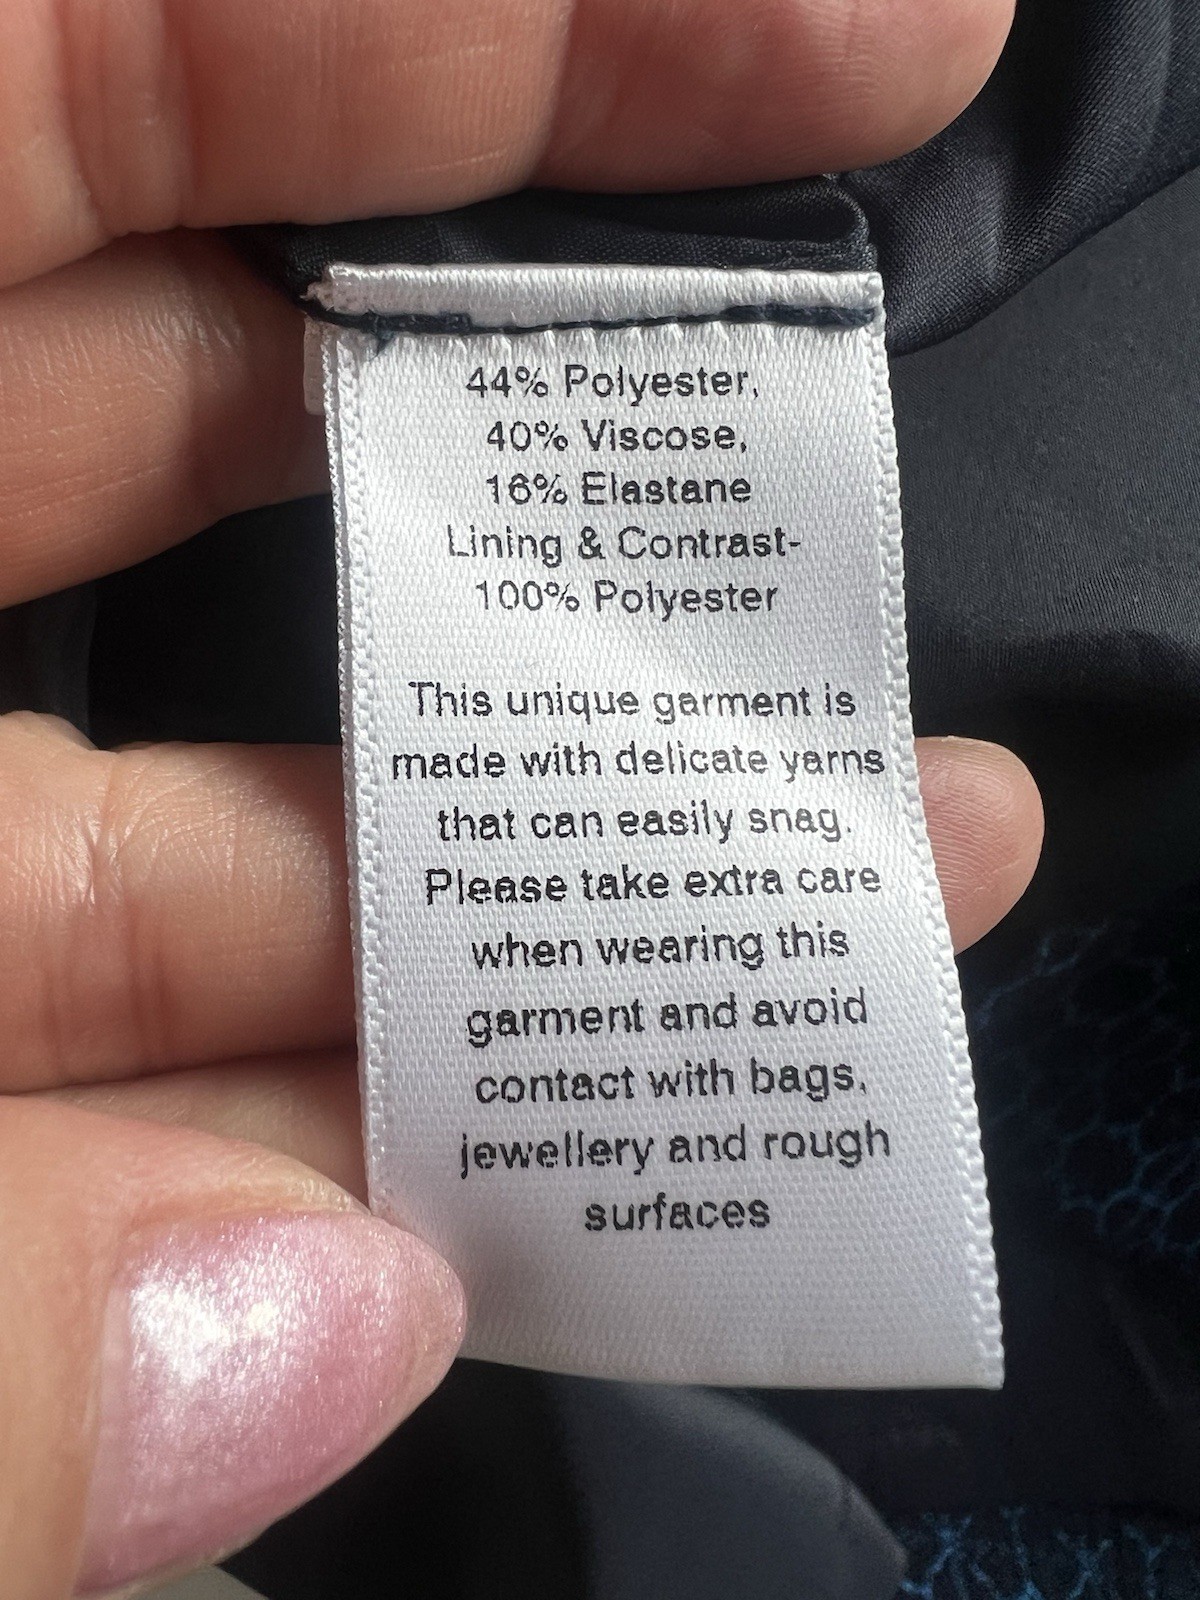 44% Polyester,
40% Viscose,
16% Elastane
Lining & Contrast-
100% Polyester
This unique garment is
made with delicate yarns
that can easily snag.
Please take extra care
when wearing this
garment and avoid
contact with bags,
jewellery and rough
surfaces